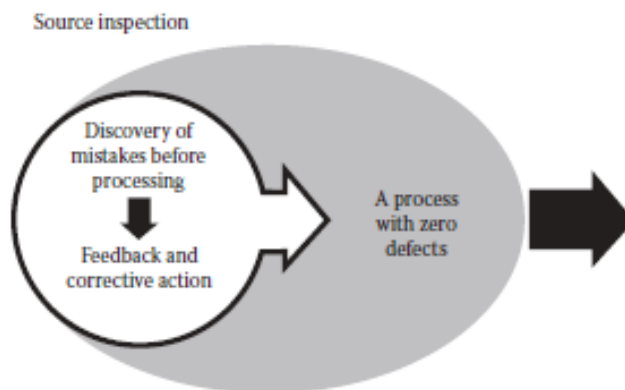 Source inspection
Discovery of
mistakes before
processing
Feedback and
corrective action
A process
with zero
defects